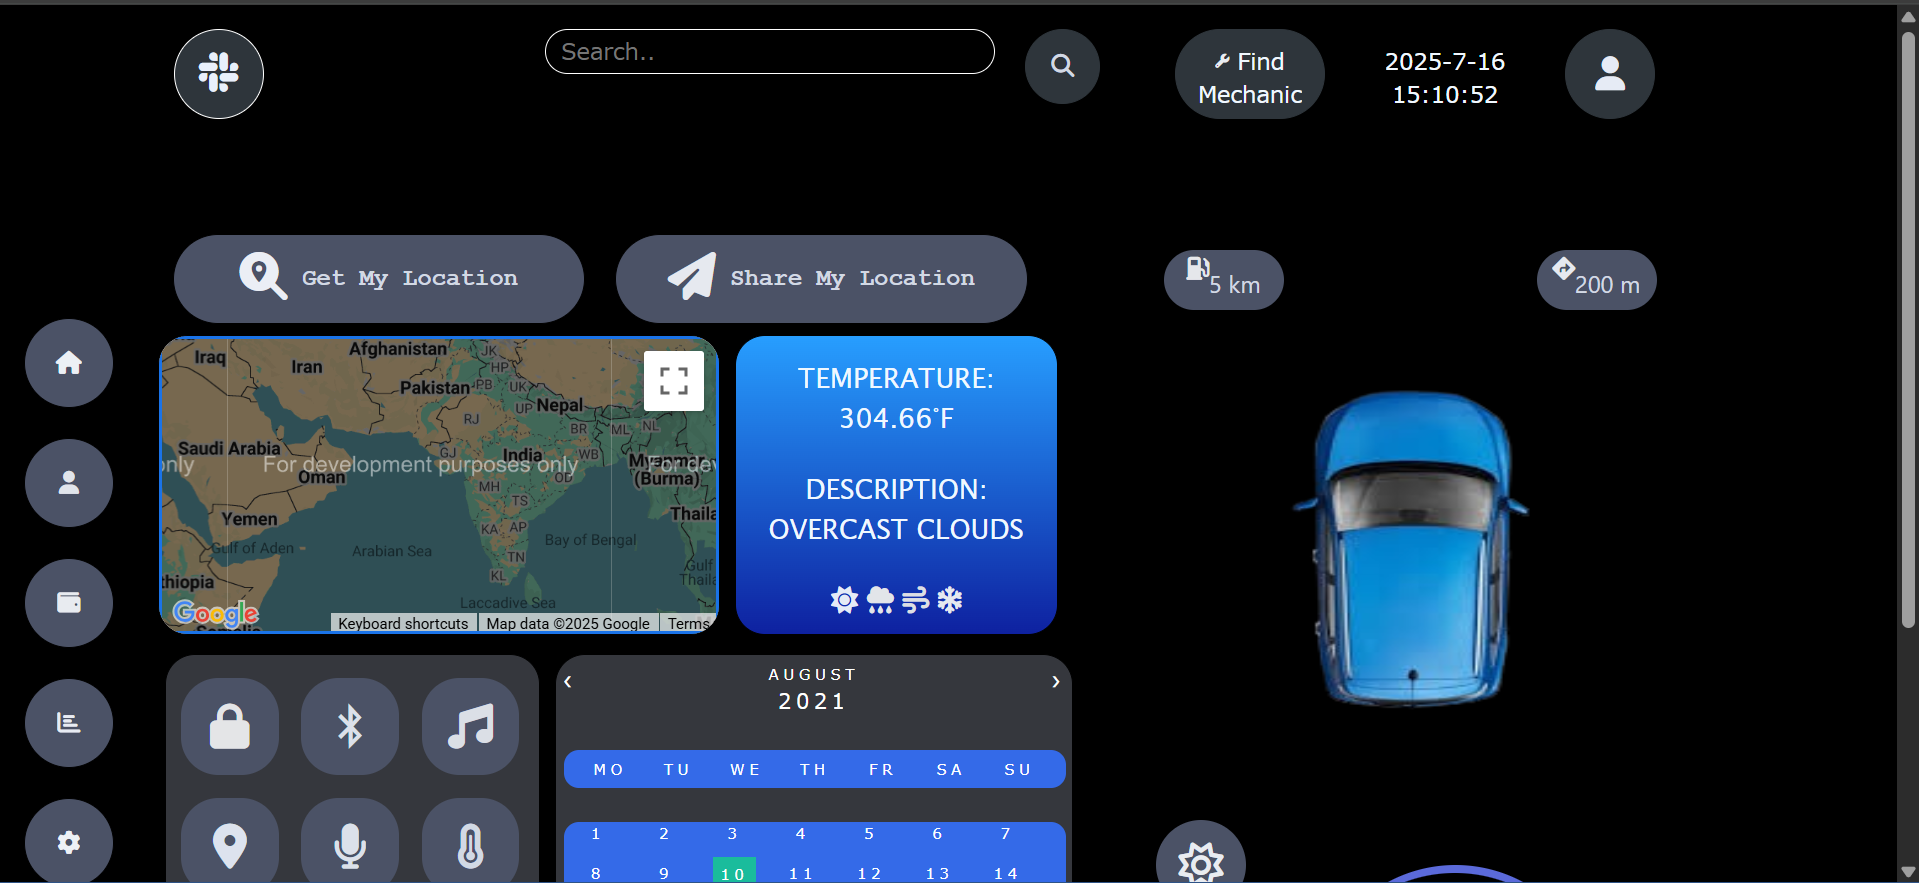 Search..
Find
Mechanic
2025-7-16
15:10:52
Get My Location
Share My Location
5 km
200 m
Iraq
Iran
Afghanistan
Pakistan
JK
HP
PB
UK
UP
Nepal
RJ
BR
ML
NL
Saudi Arabia
GJ
India
WB
Myanmar
(Burma)
only
For development purposes only
For dev
Oman
MH
OD
TS
Yemen
KA
AP
Thaila
Gulf of Aden
Arabian Sea
Bay of Bengal
TN
KL
Gulf
Thaila
thiopia
Laccadive Sea
Google
Somalia
Keyboard shortcuts
Map data ©2025 Google
Terms
TEMPERATURE:
304.66°F
DESCRIPTION:
OVERCAST CLOUDS
‹
AUGUST
2021
›
MO TU WE TH FR SA SU
1 2 3 4 5 6 7
8 9 10 11 12 13 14